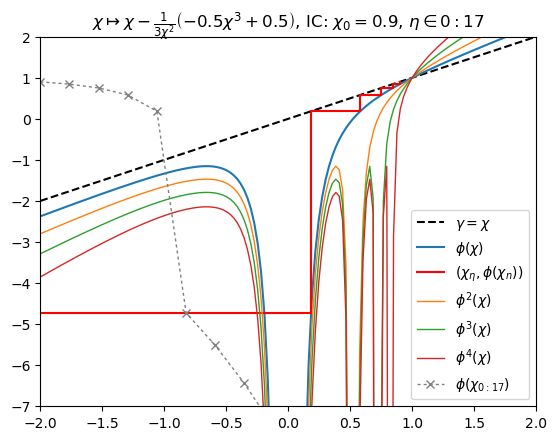 χ ↦ χ − 1/(3χ²) (−0.5χ³ + 0.5), IC: χ₀ = 0.9, η ∈ 0 : 17
2
1
0
−1
−2
−3
−4
−5
−6
−7
γ = χ
ϕ(χ)
(χ_η, ϕ(χ_n))
ϕ²(χ)
ϕ³(χ)
ϕ⁴(χ)
ϕ(χ₀:₁₇)
−2.0 −1.5 −1.0 −0.5 0.0 0.5 1.0 1.5 2.0